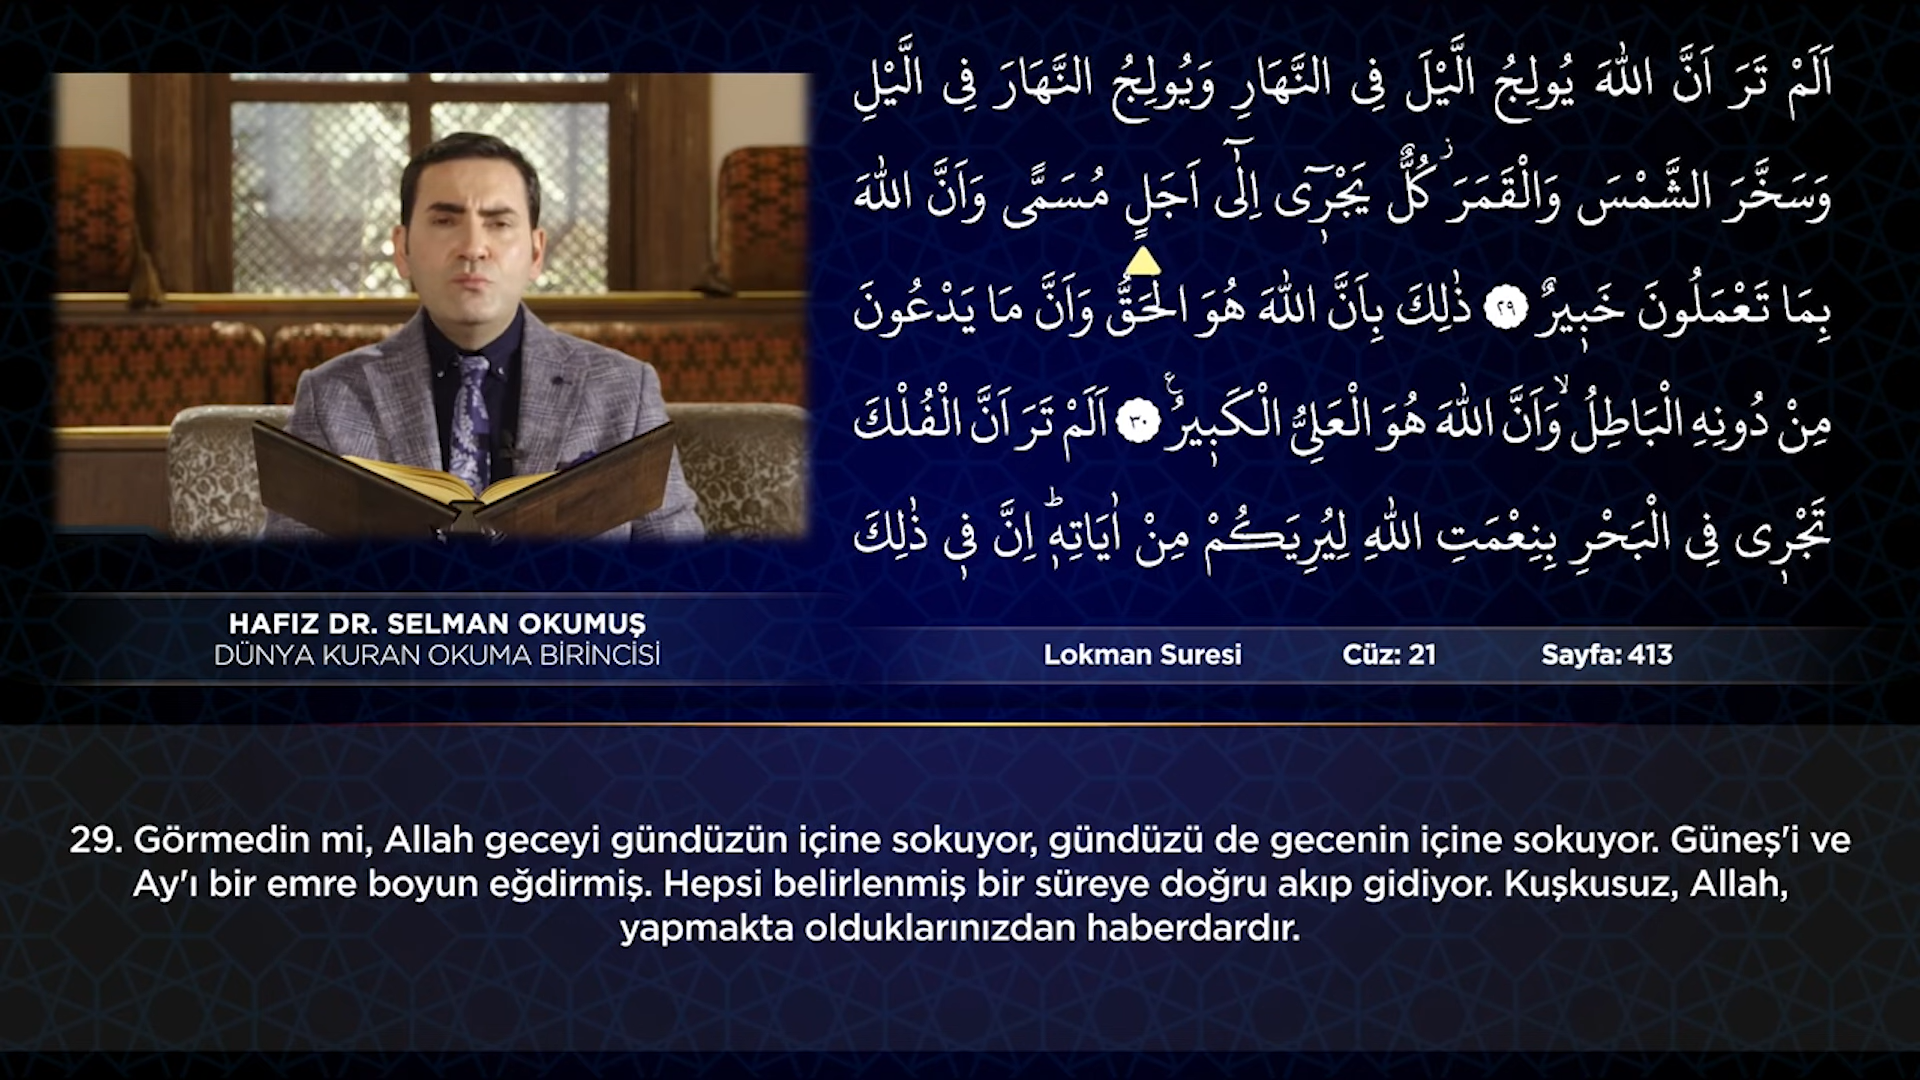 اَلَمْ تَرَ اَنَّ اللّٰهَ يُولِجُ الَّيْلَ فِى النَّهَارِ وَيُولِجُ النَّهَارَ فِى الَّيْلِ
وَسَخَّرَ الشَّمْسَ وَالْقَمَرَ ۘ كُلٌّ يَجْر۪ٓى اِلٰٓى اَجَلٍ مُسَمًّى وَاَنَّ اللّٰهَ
بِمَا تَعْمَلُونَ خَب۪يرٌ ﴿٢٩﴾ ذٰلِكَ بِاَنَّ اللّٰهَ هُوَ الْحَقُّ وَاَنَّ مَا يَدْعُونَ
مِنْ دُونِهِ الْبَاطِلُ ۙ وَاَنَّ اللّٰهَ هُوَ الْعَلِىُّ الْكَب۪يرُ ۟ ﴿٣٠﴾ اَلَمْ تَرَ اَنَّ الْفُلْكَ
تَجْر۪ى فِى الْبَحْرِ بِنِعْمَتِ اللّٰهِ لِيُرِيَكُمْ مِنْ اٰيَاتِه۪ۜ اِنَّ ف۪ى ذٰلِكَ
HAFIZ DR. SELMAN OKUMUŞ
DÜNYA KURAN OKUMA BİRİNCİSİ
Lokman Suresi Cüz: 21 Sayfa: 413
29. Görmedin mi, Allah geceyi gündüzün içine sokuyor, gündüzü de gecenin içine sokuyor. Güneş'i ve
Ay'ı bir emre boyun eğdirmiş. Hepsi belirlenmiş bir süreye doğru akıp gidiyor. Kuşkusuz, Allah,
yapmakta olduklarınızdan haberdardır.